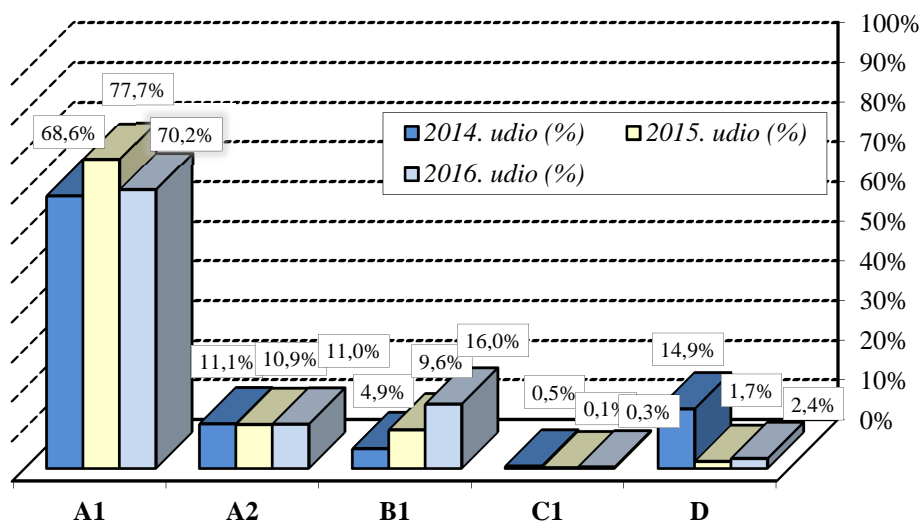 100%
90%
80%
70%
60%
50%
40%
30%
20%
10%
0%
77,7%
68,6%
70,2%
2014. udio (%) 2015. udio (%)
2016. udio (%)
11,1% 10,9% 11,0%
4,9% 9,6% 16,0%
0,5% 0,1% 0,3%
14,9% 1,7% 2,4%
A1 A2 B1 C1 D